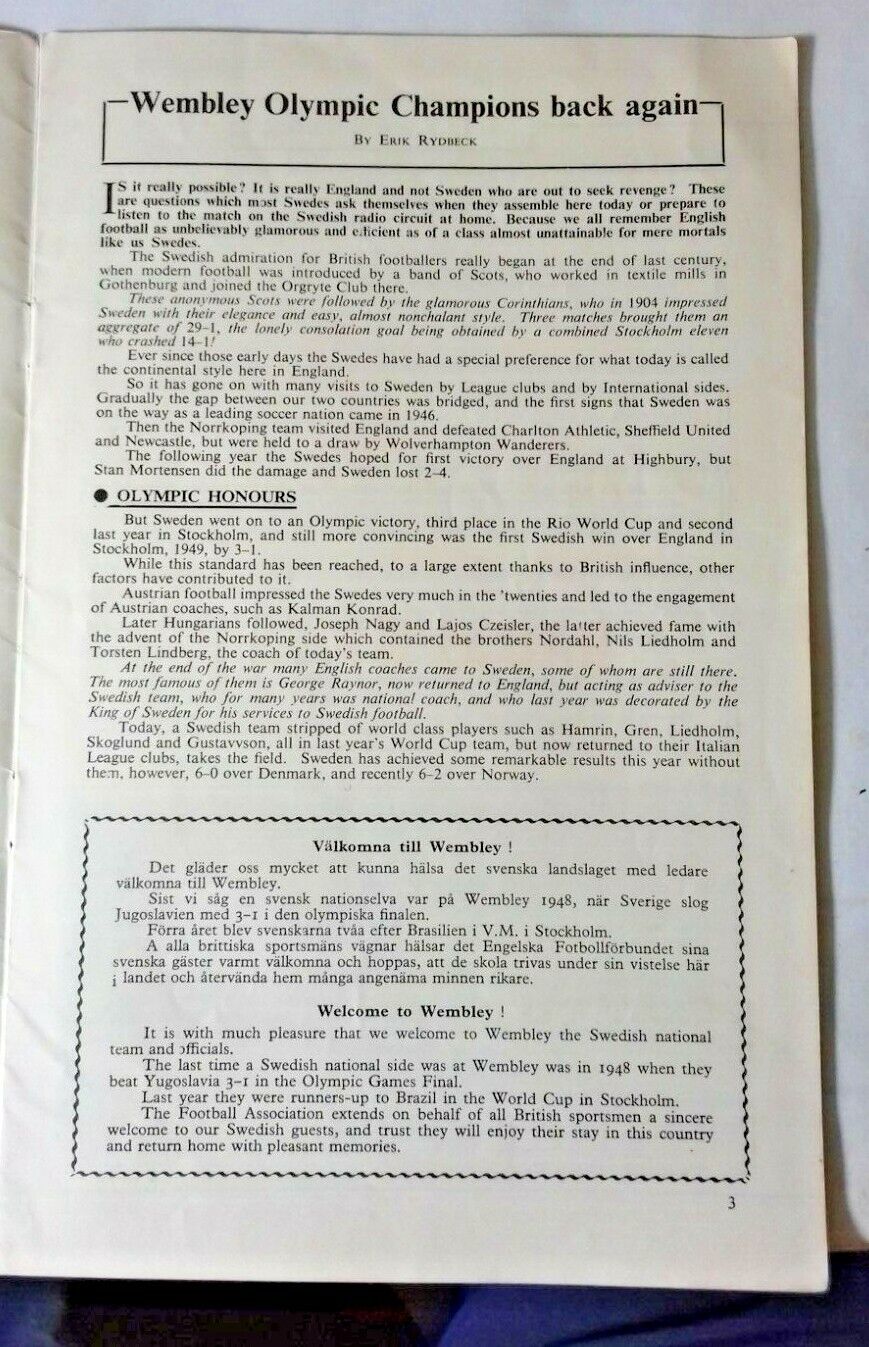 Wembley Olympic Champions back again
By Erik Rydbeck
IS it really possible? It is really England and not Sweden who are out to seek revenge? These
are questions which most Swedes ask themselves when they assemble here today or prepare to
listen to the match on the Swedish radio circuit at home. Because we all remember English
football as unbelievably glamorous and efficient as of a class almost unattainable for mere mortals
like us Swedes.
The Swedish admiration for British footballers really began at the end of last century,
when modern football was introduced by a band of Scots, who worked in textile mills in
Gothenburg and joined the Orgryte Club there.
These anonymous Scots were followed by the glamorous Corinthians, who in 1904 impressed
Sweden with their elegance and easy, almost nonchalant style. Three matches brought them an
aggregate of 29-1, the lonely consolation goal being obtained by a combined Stockholm eleven
who crashed 14-1!
Ever since those early days the Swedes have had a special preference for what today is called
the continental style here in England.
So it has gone on with many visits to Sweden by League clubs and by International sides.
Gradually the gap between our two countries was bridged, and the first signs that Sweden was
on the way as a leading soccer nation came in 1946.
Then the Norrkoping team visited England and defeated Charlton Athletic, Sheffield United
and Newcastle, but were held to a draw by Wolverhampton Wanderers.
The following year the Swedes hoped for first victory over England at Highbury, but
Stan Mortensen did the damage and Sweden lost 2-4.
● OLYMPIC HONOURS
But Sweden went on to an Olympic victory, third place in the Rio World Cup and second
last year in Stockholm, and still more convincing was the first Swedish win over England in
Stockholm, 1949, by 3-1.
While this standard has been reached, to a large extent thanks to British influence, other
factors have contributed to it.
Austrian football impressed the Swedes very much in the 'twenties and led to the engagement
of Austrian coaches, such as Kalman Konrad.
Later Hungarians followed, Joseph Nagy and Lajos Czeisler, the latter achieved fame with
the advent of the Norrkoping side which contained the brothers Nordahl, Nils Liedholm and
Torsten Lindberg, the coach of today's team.
At the end of the war many English coaches came to Sweden, some of whom are still there.
The most famous of them is George Raynor, now returned to England, but acting as adviser to the
Swedish team, who for many years was national coach, and who last year was decorated by the
King of Sweden for his services to Swedish football.
Today, a Swedish team stripped of world class players such as Hamrin, Gren, Liedholm,
Skoglund and Gustavvson, all in last year's World Cup team, but now returned to their Italian
League clubs, takes the field. Sweden has achieved some remarkable results this year without
them, however, 6-0 over Denmark, and recently 6-2 over Norway.
Välkomna till Wembley !
Det gläder oss mycket att kunna hälsa det svenska landslaget med ledare
välkomna till Wembley.
Sist vi såg en svensk nationselva var på Wembley 1948, när Sverige slog
Jugoslavien med 3-1 i den olympiska finalen.
Förra året blev svenskarna tvåa efter Brasilien i V.M. i Stockholm.
A alla brittiska sportsmäns vägnar hälsar det Engelska Fotbollförbundet sina
svenska gäster varmt välkomna och hoppas, att de skola trivas under sin vistelse här
i landet och återvända hem många angenäma minnen rikare.
Welcome to Wembley !
It is with much pleasure that we welcome to Wembley the Swedish national
team and officials.
The last time a Swedish national side was at Wembley was in 1948 when they
beat Yugoslavia 3-1 in the Olympic Games Final.
Last year they were runners-up to Brazil in the World Cup in Stockholm.
The Football Association extends on behalf of all British sportsmen a sincere
welcome to our Swedish guests, and trust they will enjoy their stay in this country
and return home with pleasant memories.
3